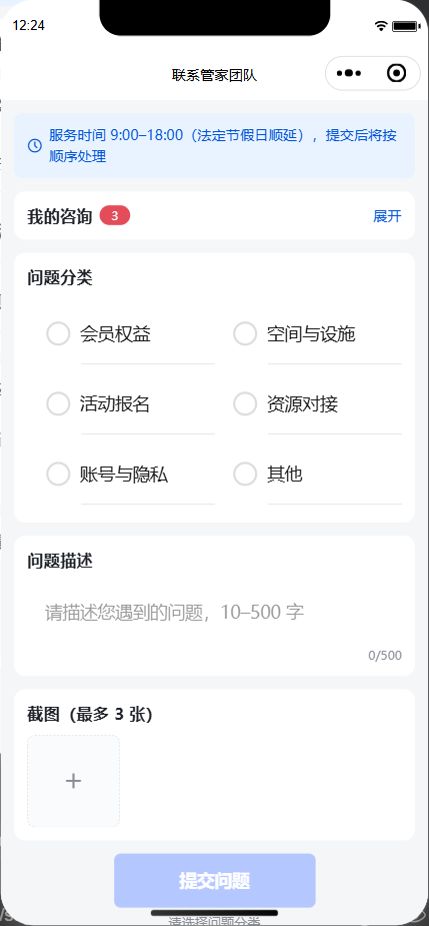 12:24
联系管家团队
服务时间 9:00–18:00（法定节假日顺延），提交后将按
顺序处理
我的咨询 3 展开
问题分类
会员权益 空间与设施
活动报名 资源对接
账号与隐私 其他
问题描述
请描述您遇到的问题，10–500 字
0/500
截图（最多 3 张）
+
提交问题
请选择问题分类